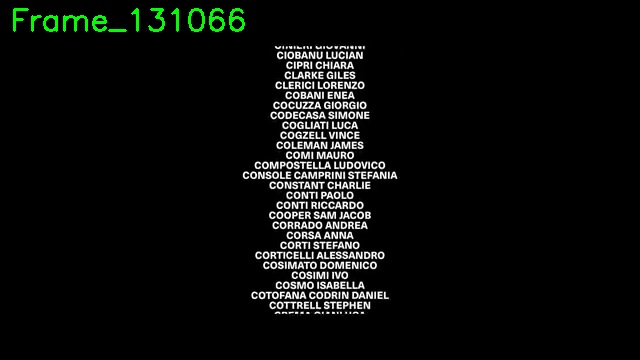 Frame_131066
CIOBANU LUCIAN
CIPRI CHIARA
CLARKE GILES
CLERICI LORENZO
COBANI ENEA
COCUZZA GIORGIO
CODECASA SIMONE
COGLIATI LUCA
COGZELL VINCE
COLEMAN JAMES
COMI MAURO
COMPOSTELLA LUDOVICO
CONSOLE CAMPRINI STEFANIA
CONSTANT CHARLIE
CONTI PAOLO
CONTI RICCARDO
COOPER SAM JACOB
CORRADO ANDREA
CORSA ANNA
CORTI STEFANO
CORTICELLI ALESSANDRO
COSIMATO DOMENICO
COSIMI IVO
COSMO ISABELLA
COTOFANA CODRIN DANIEL
COTTRELL STEPHEN